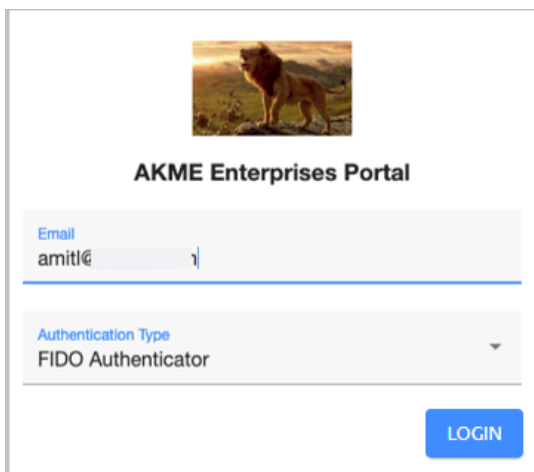 AKME Enterprises Portal
Email
amitl@
Authentication Type
FIDO Authenticator
LOGIN